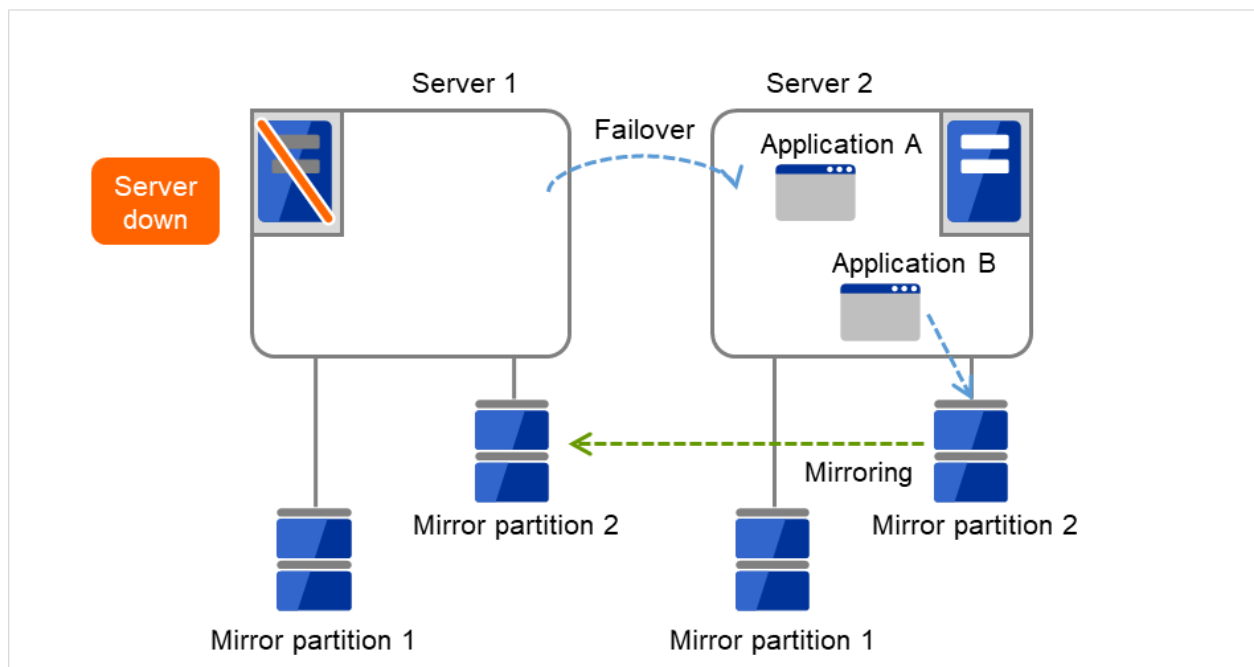 Server 1
Server 2
Failover
Application A
Server
down
Application B
Mirroring
Mirror partition 2
Mirror partition 2
Mirror partition 1
Mirror partition 1